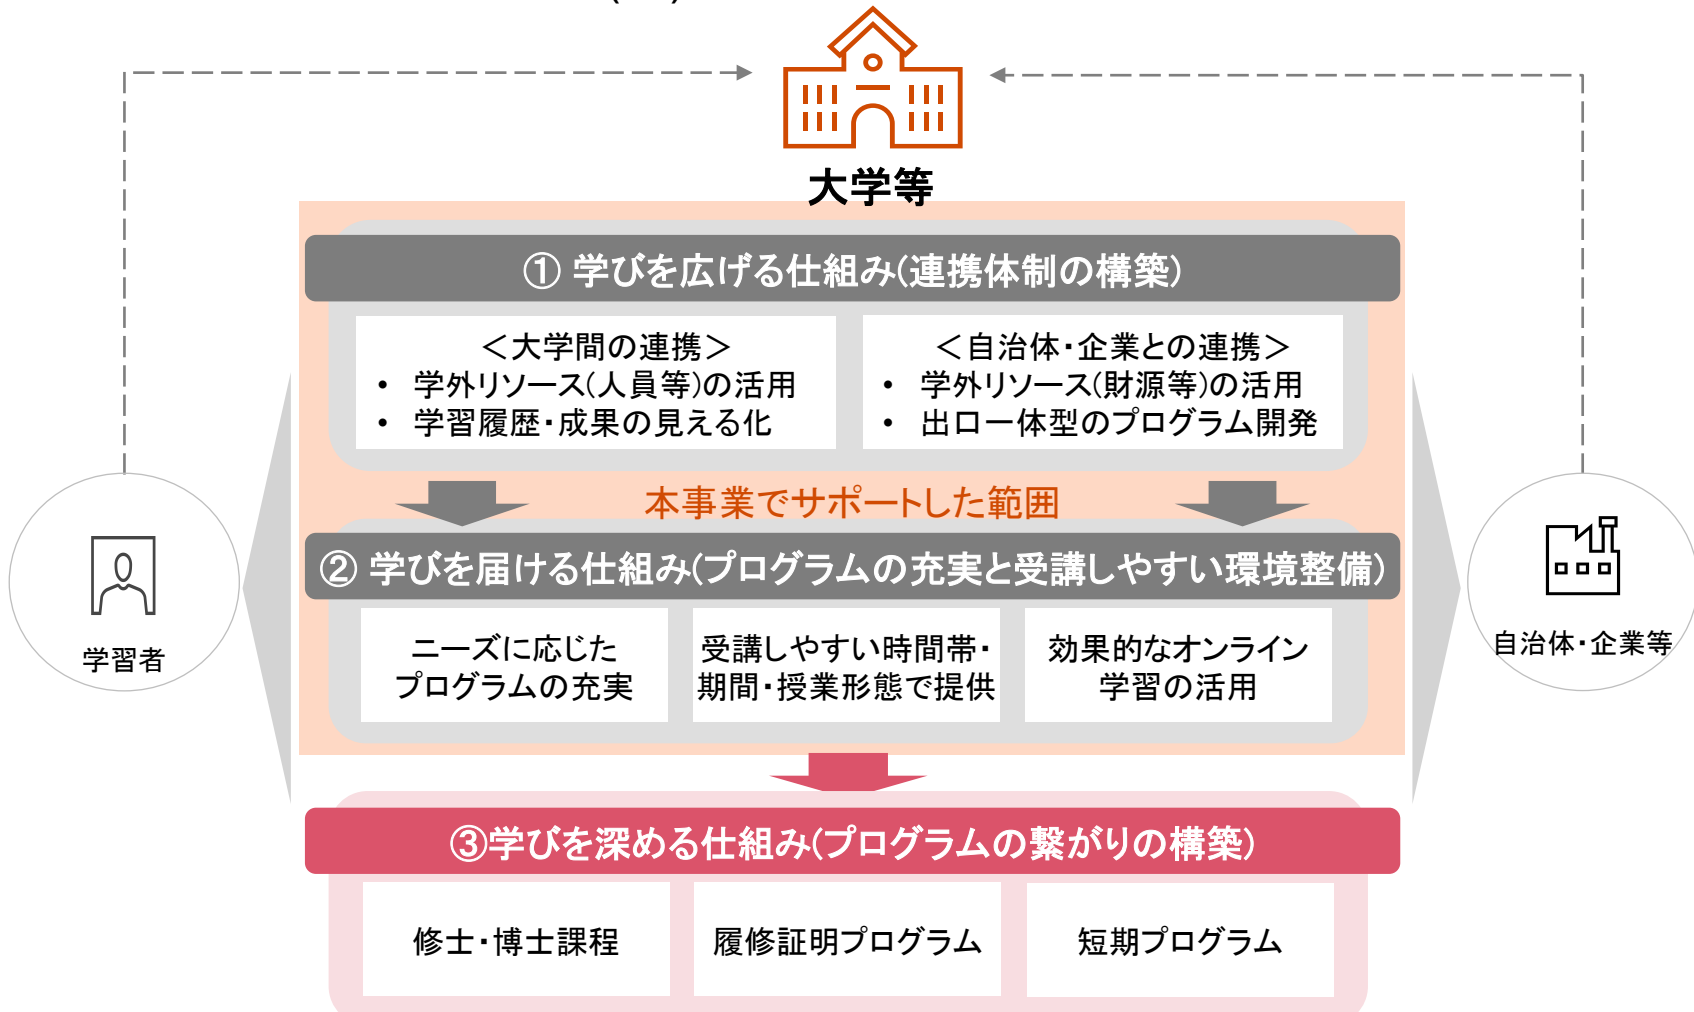 大学等
① 学びを広げる仕組み(連携体制の構築)
＜大学間の連携＞
• 学外リソース(人員等)の活用
• 学習履歴・成果の見える化
＜自治体・企業との連携＞
• 学外リソース(財源等)の活用
• 出口一体型のプログラム開発
本事業でサポートした範囲
② 学びを届ける仕組み(プログラムの充実と受講しやすい環境整備)
ニーズに応じた
プログラムの充実
受講しやすい時間帯・
期間・授業形態で提供
効果的なオンライン
学習の活用
学習者
自治体・企業等
③学びを深める仕組み(プログラムの繋がりの構築)
修士・博士課程
履修証明プログラム
短期プログラム